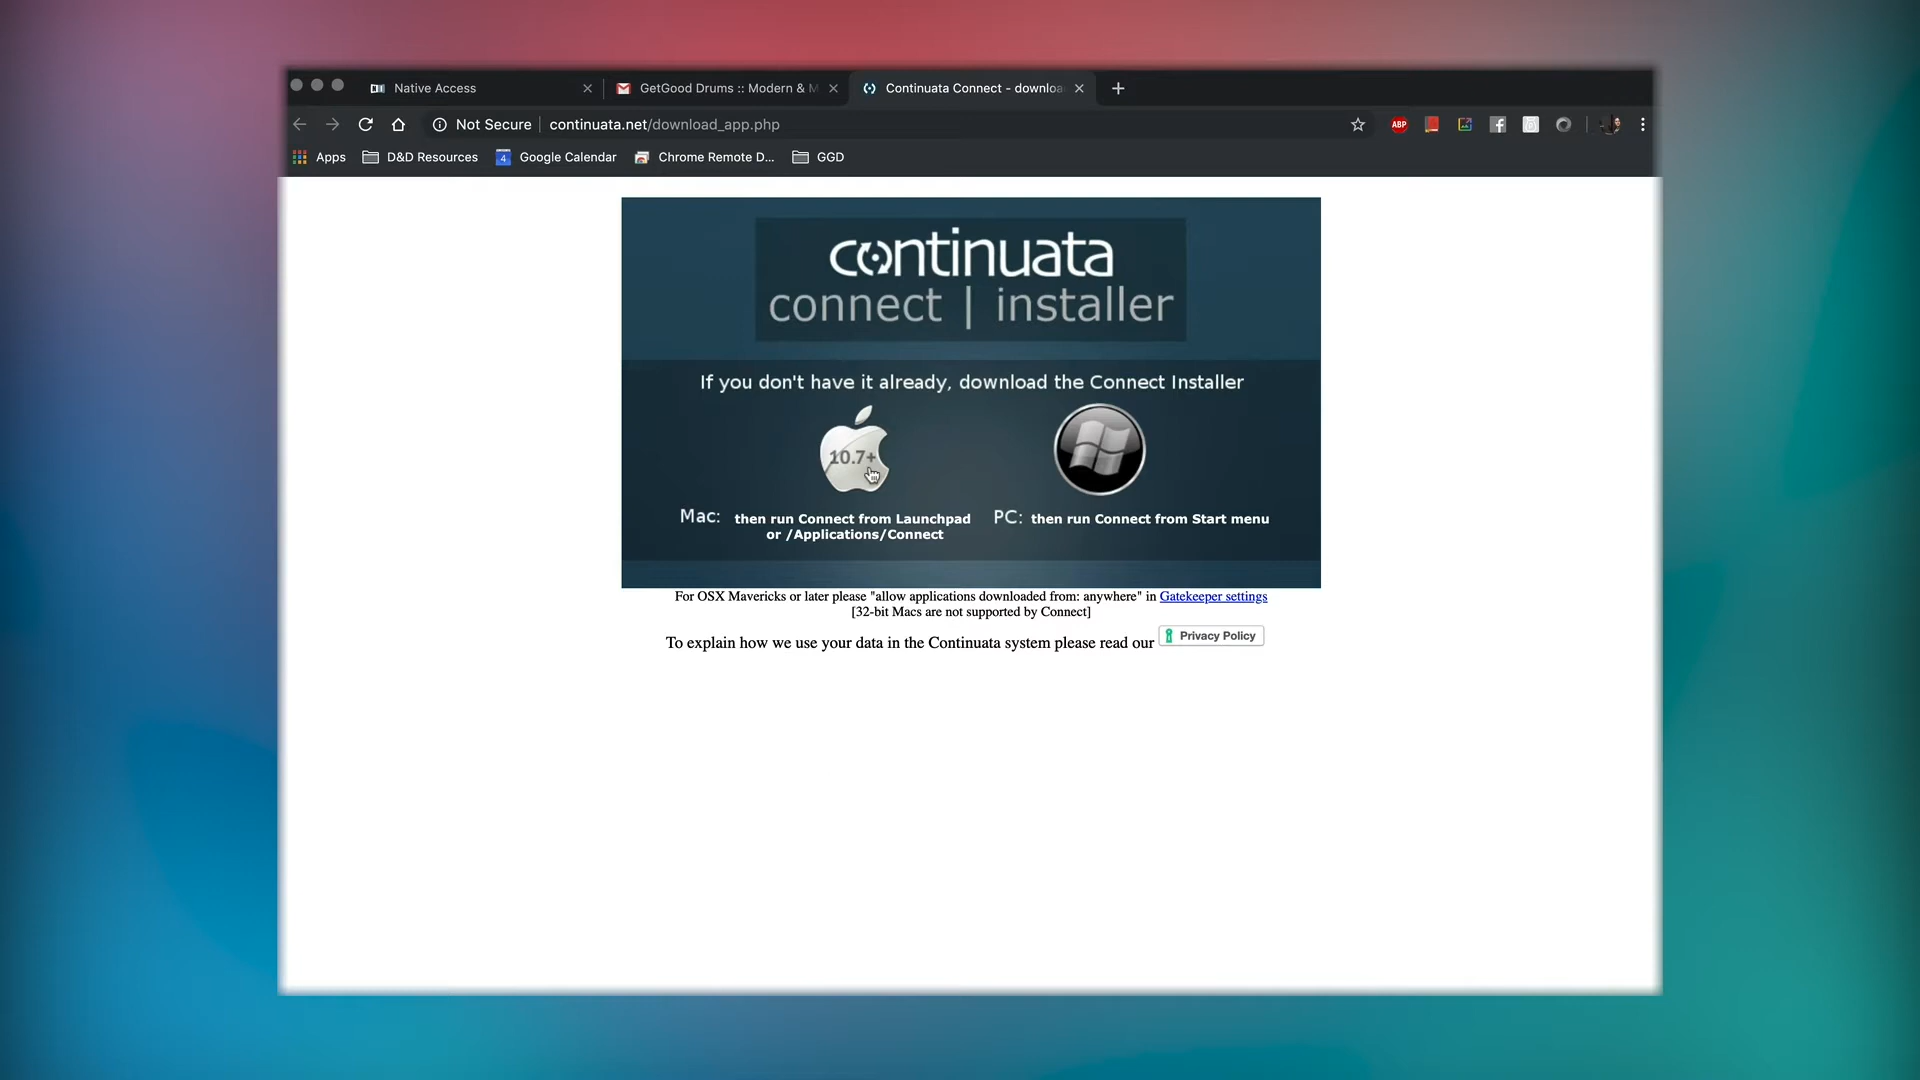 Native Access
GetGood Drums :: Modern & M
Continuata Connect - downloa
Not Secure
continuata.net/download_app.php
ABP
Apps
D&D Resources
4
Google Calendar
Chrome Remote D...
GGD
continuata
connect | installer
If you don't have it already, download the Connect Installer
10.7+
Mac: then run Connect from Launchpad
or /Applications/Connect
PC: then run Connect from Start menu
For OSX Mavericks or later please "allow applications downloaded from: anywhere" in Gatekeeper settings
[32-bit Macs are not supported by Connect]
To explain how we use your data in the Continuata system please read our Privacy Policy